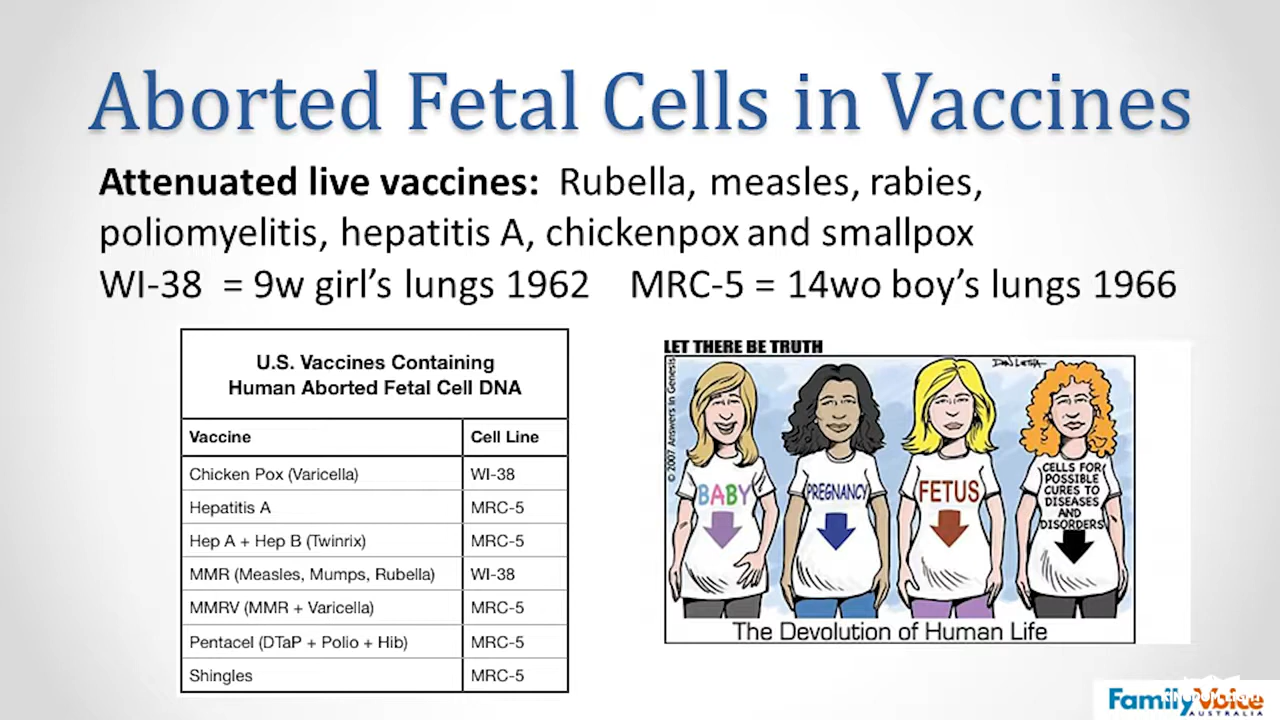 Aborted Fetal Cells in Vaccines
Attenuated live vaccines: Rubella, measles, rabies,
poliomyelitis, hepatitis A, chickenpox and smallpox
WI-38 = 9w girl's lungs 1962 MRC-5 = 14wo boy's lungs 1966
U.S. Vaccines Containing
Human Aborted Fetal Cell DNA
Vaccine Cell Line
Chicken Pox (Varicella) WI-38
Hepatitis A MRC-5
Hep A + Hep B (Twinrix) MRC-5
MMR (Measles, Mumps, Rubella) WI-38
MMRV (MMR + Varicella) MRC-5
Pentacel (DTaP + Polio + Hib) MRC-5
Shingles MRC-5
LET THERE BE TRUTH
© 2007 Answers in Genesis
BABY
PREGNANCY
FETUS
CELLS FOR
POSSIBLE
CURES TO
DISEASES
AND
DISORDERS
The Devolution of Human Life
FamilyVoice
AUSTRALIA